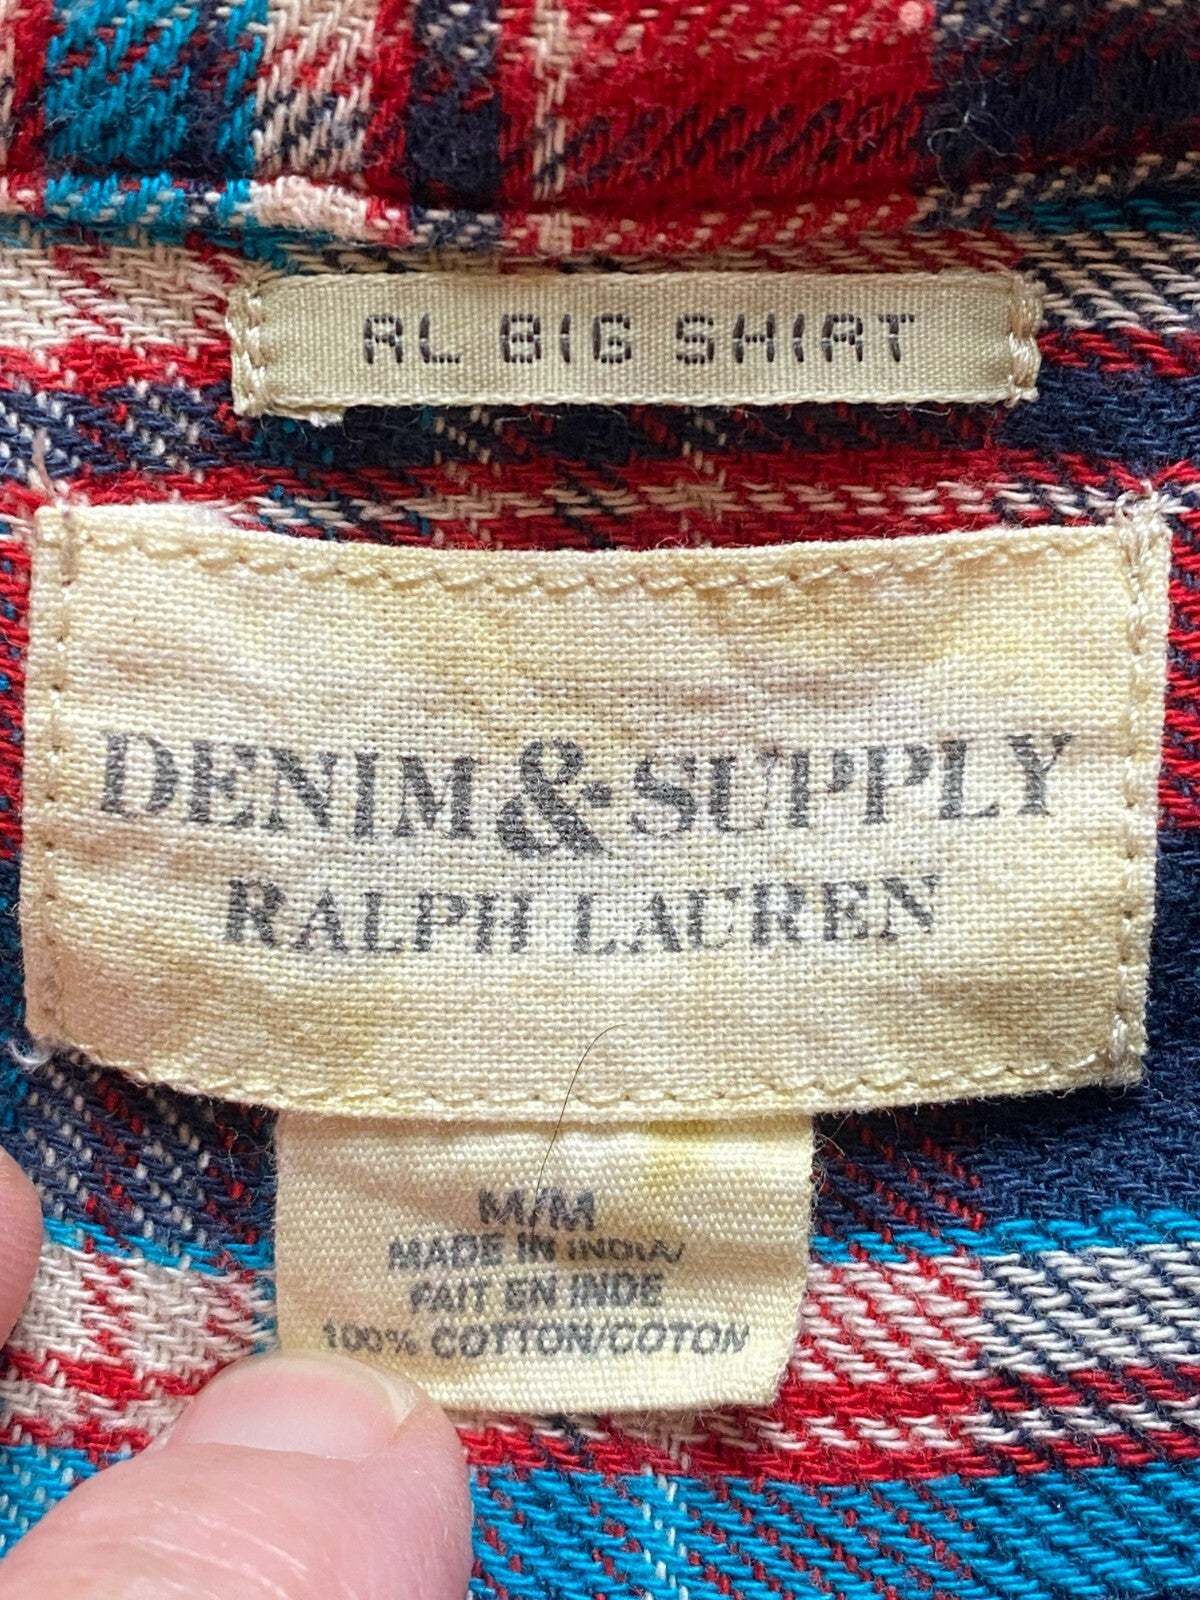 RL BIG SHIRT
DENIM & SUPPLY
RALPH LAUREN
M/M
MADE IN INDIA/
FAIT EN INDE
100% COTTON/COTON